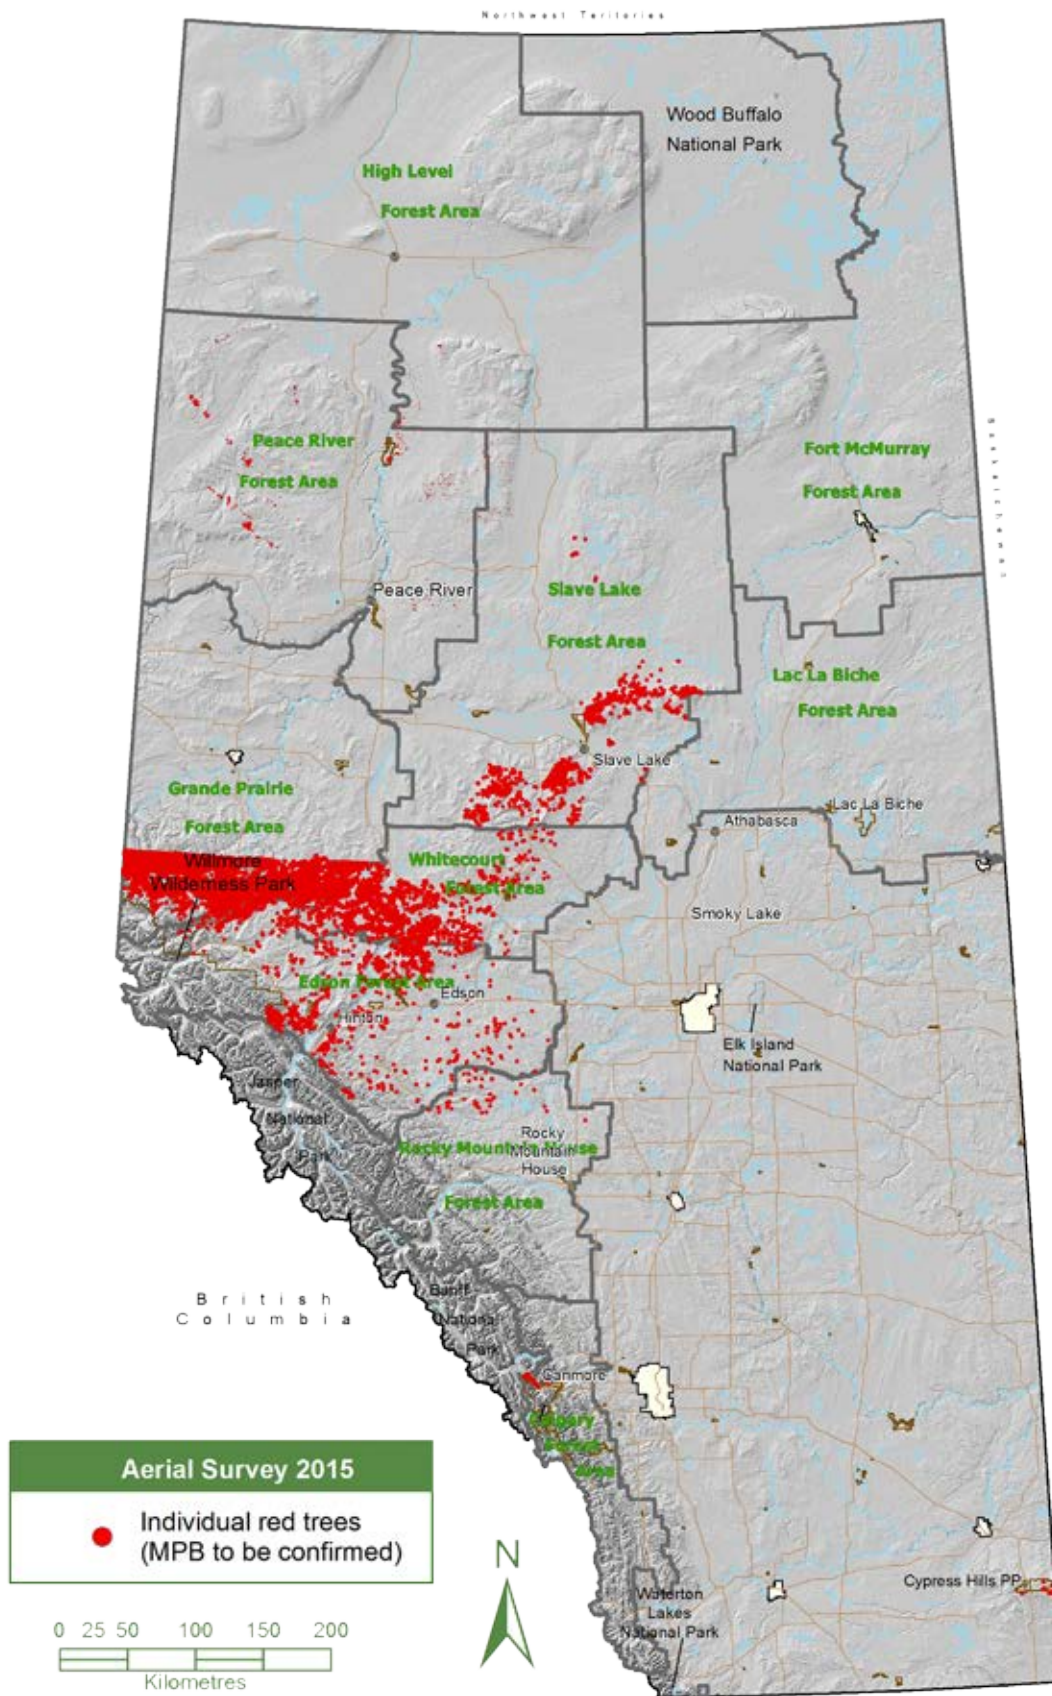 Northwest Territories
Wood Buffalo
National Park
High Level
Forest Area
Peace River
Forest Area
Fort McMurray
Forest Area
Saskatchewan
Peace River
Slave Lake
Forest Area
Lac La Biche
Forest Area
Slave Lake
Grande Prairie
Forest Area
Lac La Biche
Athabasca
Whitecourt
Forest Area
Willmore
Wilderness Park
Smoky Lake
Edson Forest Area
Edson
Hinton
Elk Island
National Park
Jasper
National
Park
Rocky
Mountain
House
Rocky Mountain House
Forest Area
British
Columbia
Banff
National
Park
Canmore
Calgary
Forest
Area
Aerial Survey 2015
Individual red trees
(MPB to be confirmed)
N
Cypress Hills PP
Waterton
Lakes
National Park
0 25 50 100 150 200
Kilometres